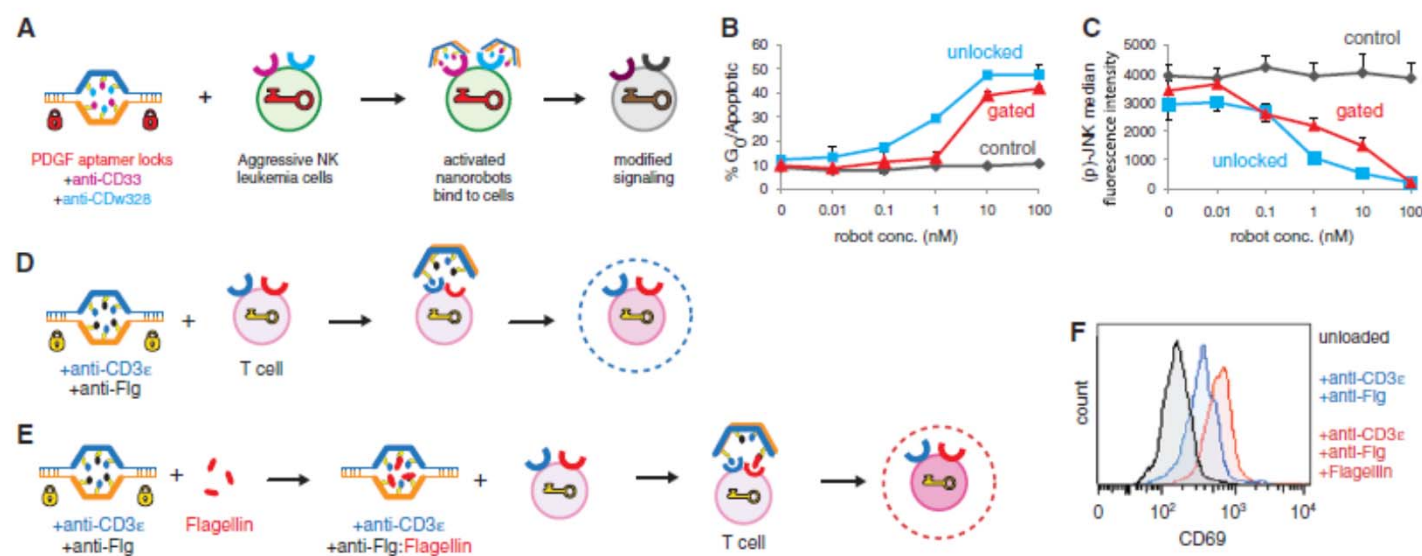 A
PDGF aptamer locks
+anti-CD33
+anti-CDw328
+
Aggressive NK
leukemia cells
activated
nanorobots
bind to cells
modified
signaling
B
% G0/Apoptotic
60
50
40
30
20
10
0
unlocked
gated
control
0 0.01 0.1 1 10 100
robot conc. (nM)
C
(p)-JNK median
fluorescence intensity
5000
4000
3000
2000
1000
0
control
gated
unlocked
0 0.01 0.1 1 10 100
robot conc. (nM)
D
+anti-CD3ε
+anti-Flg
+
T cell
E
+anti-CD3ε
+anti-Flg
+
Flagellin
+anti-CD3ε
+anti-Flg:Flagellin
+
T cell
F
count
unloaded
+anti-CD3ε
+anti-Flg
+anti-CD3ε
+anti-Flg
+Flagellin
0 10² 10³ 10⁴
CD69